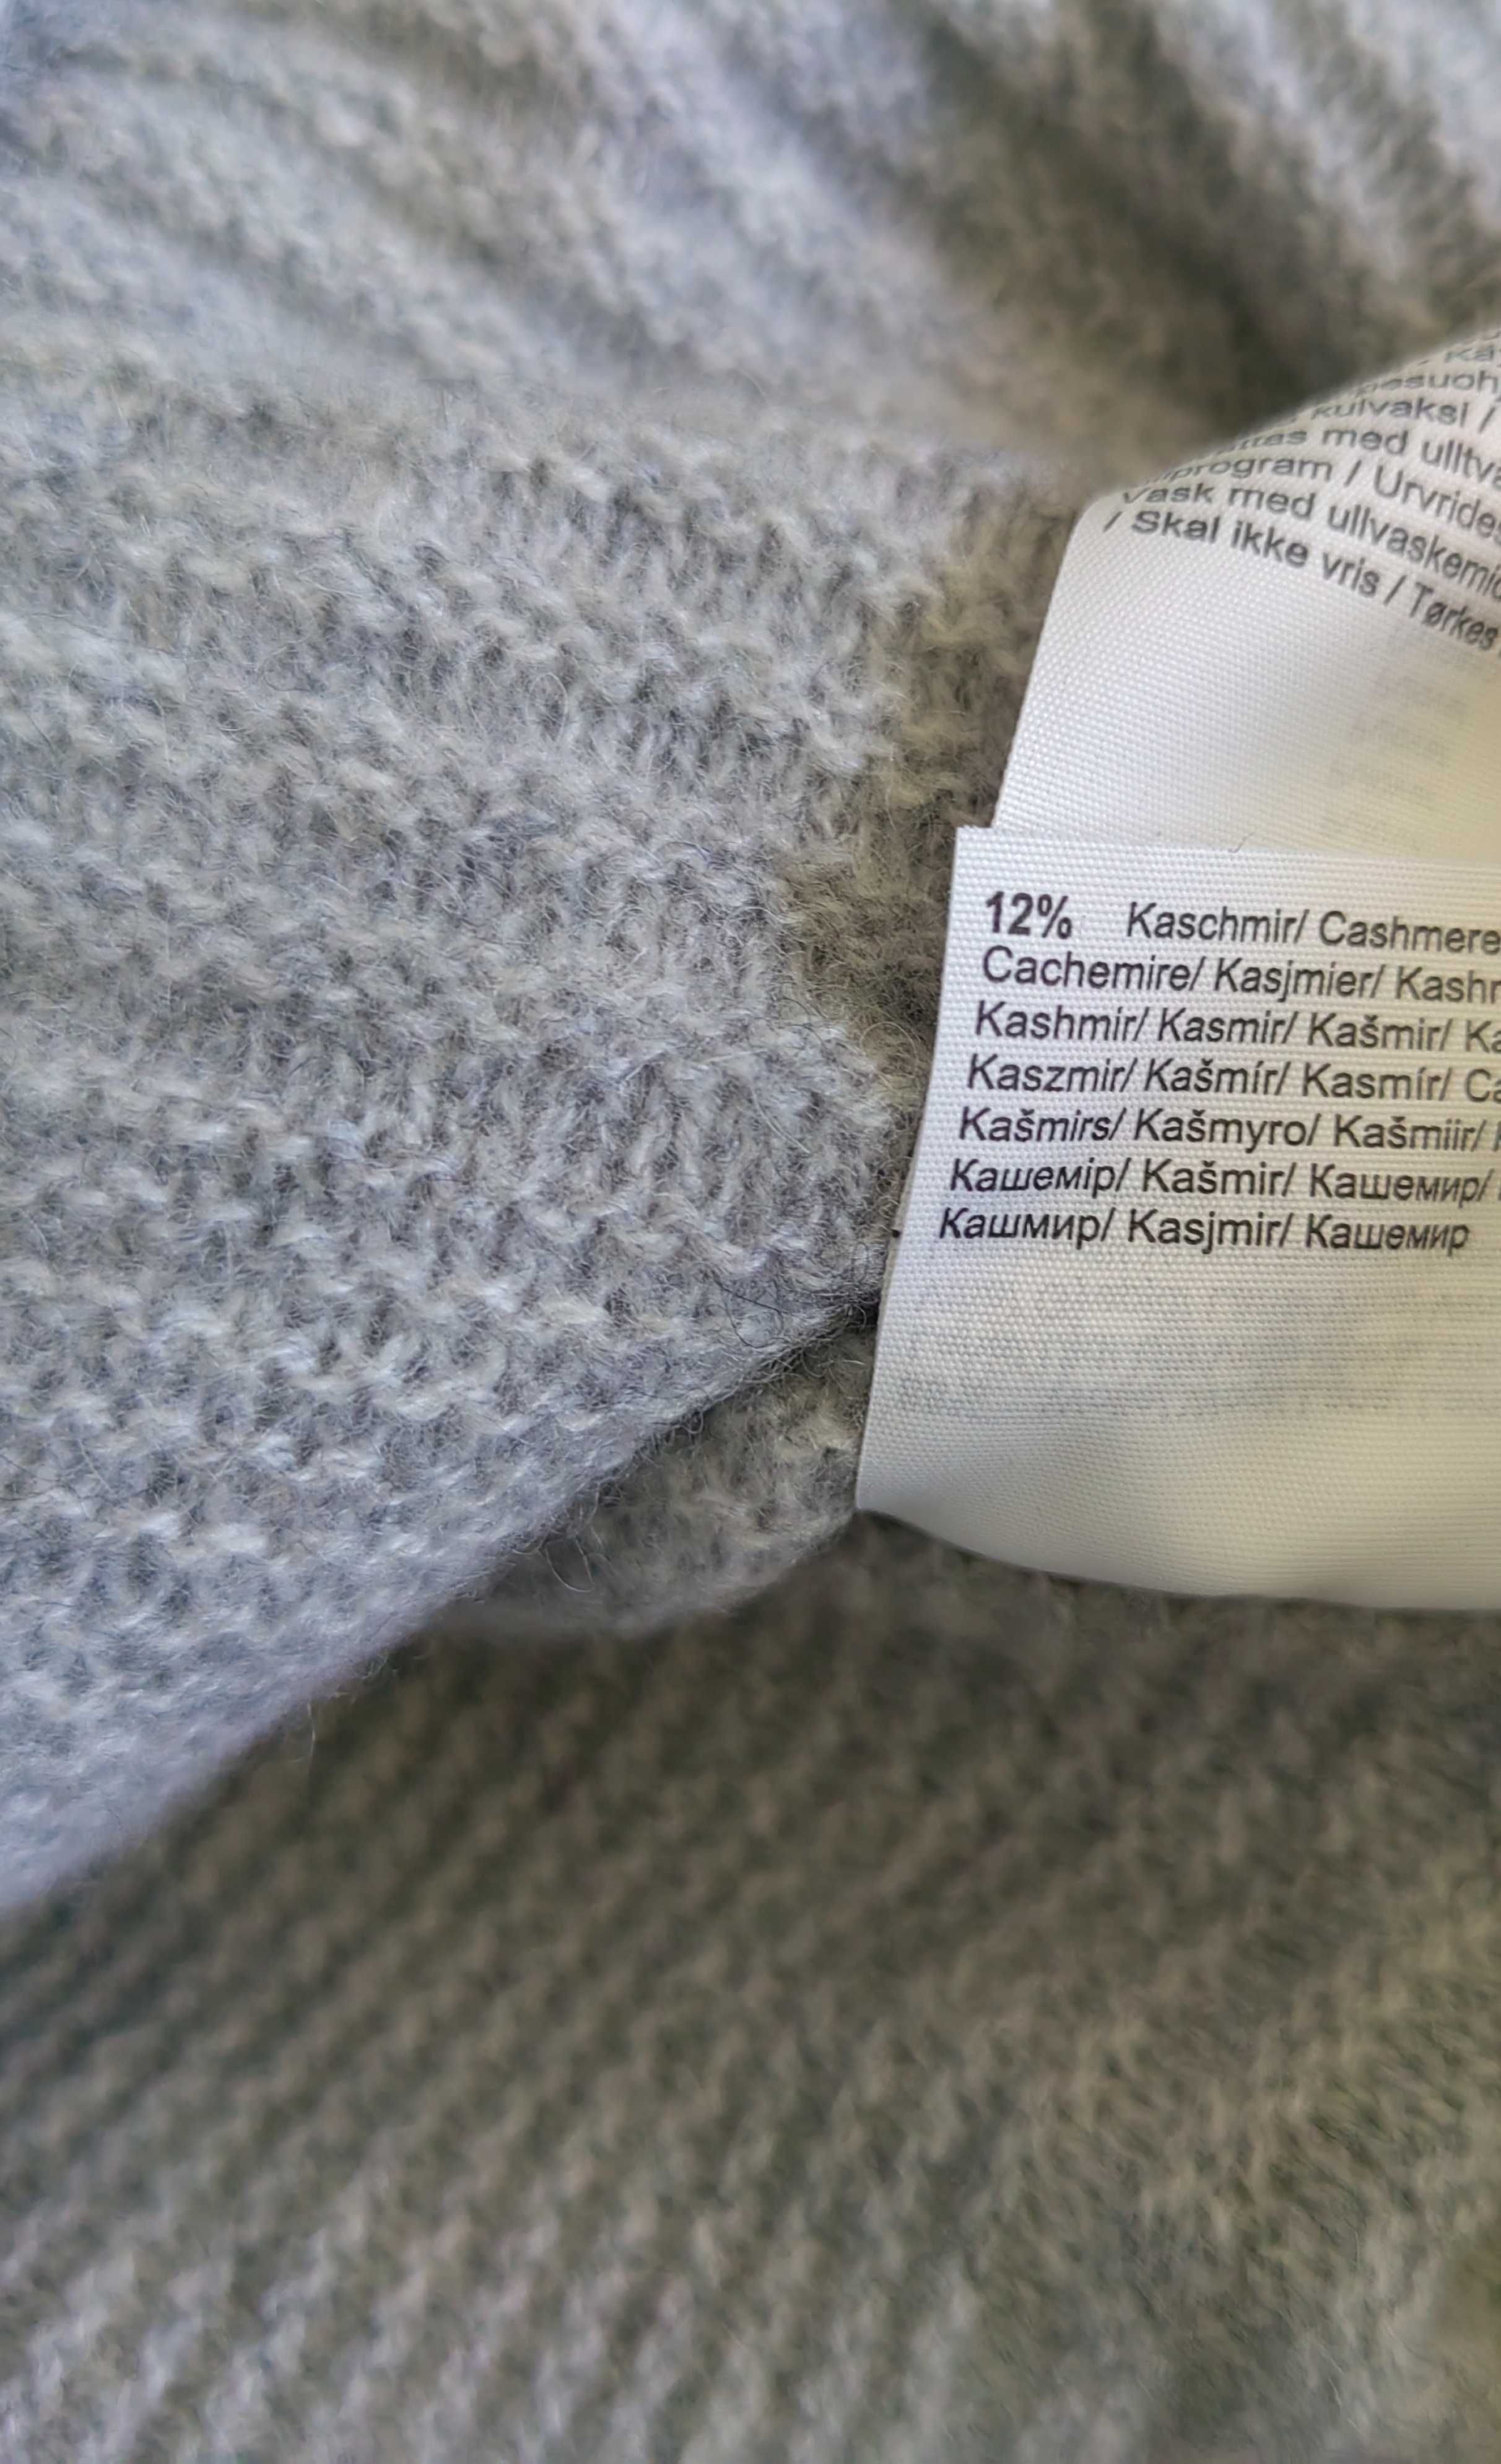 kulvaksi /
med ulltv
program / Urvrides
vask med ullvaskemid
/ Skal ikke vris / Tørkes
12% Kaschmir/ Cashmere
Cachemire/ Kasjmier/ Kashm
Kashmir/ Kasmir/ Kašmir/ Ka
Kaszmir/ Kašmír/ Kasmír/ Ca
Kašmirs/ Kašmyro/ Kašmiir/
Кашемір/ Kašmir/ Кашемир/
Кашмир/ Kasjmir/ Кашемир